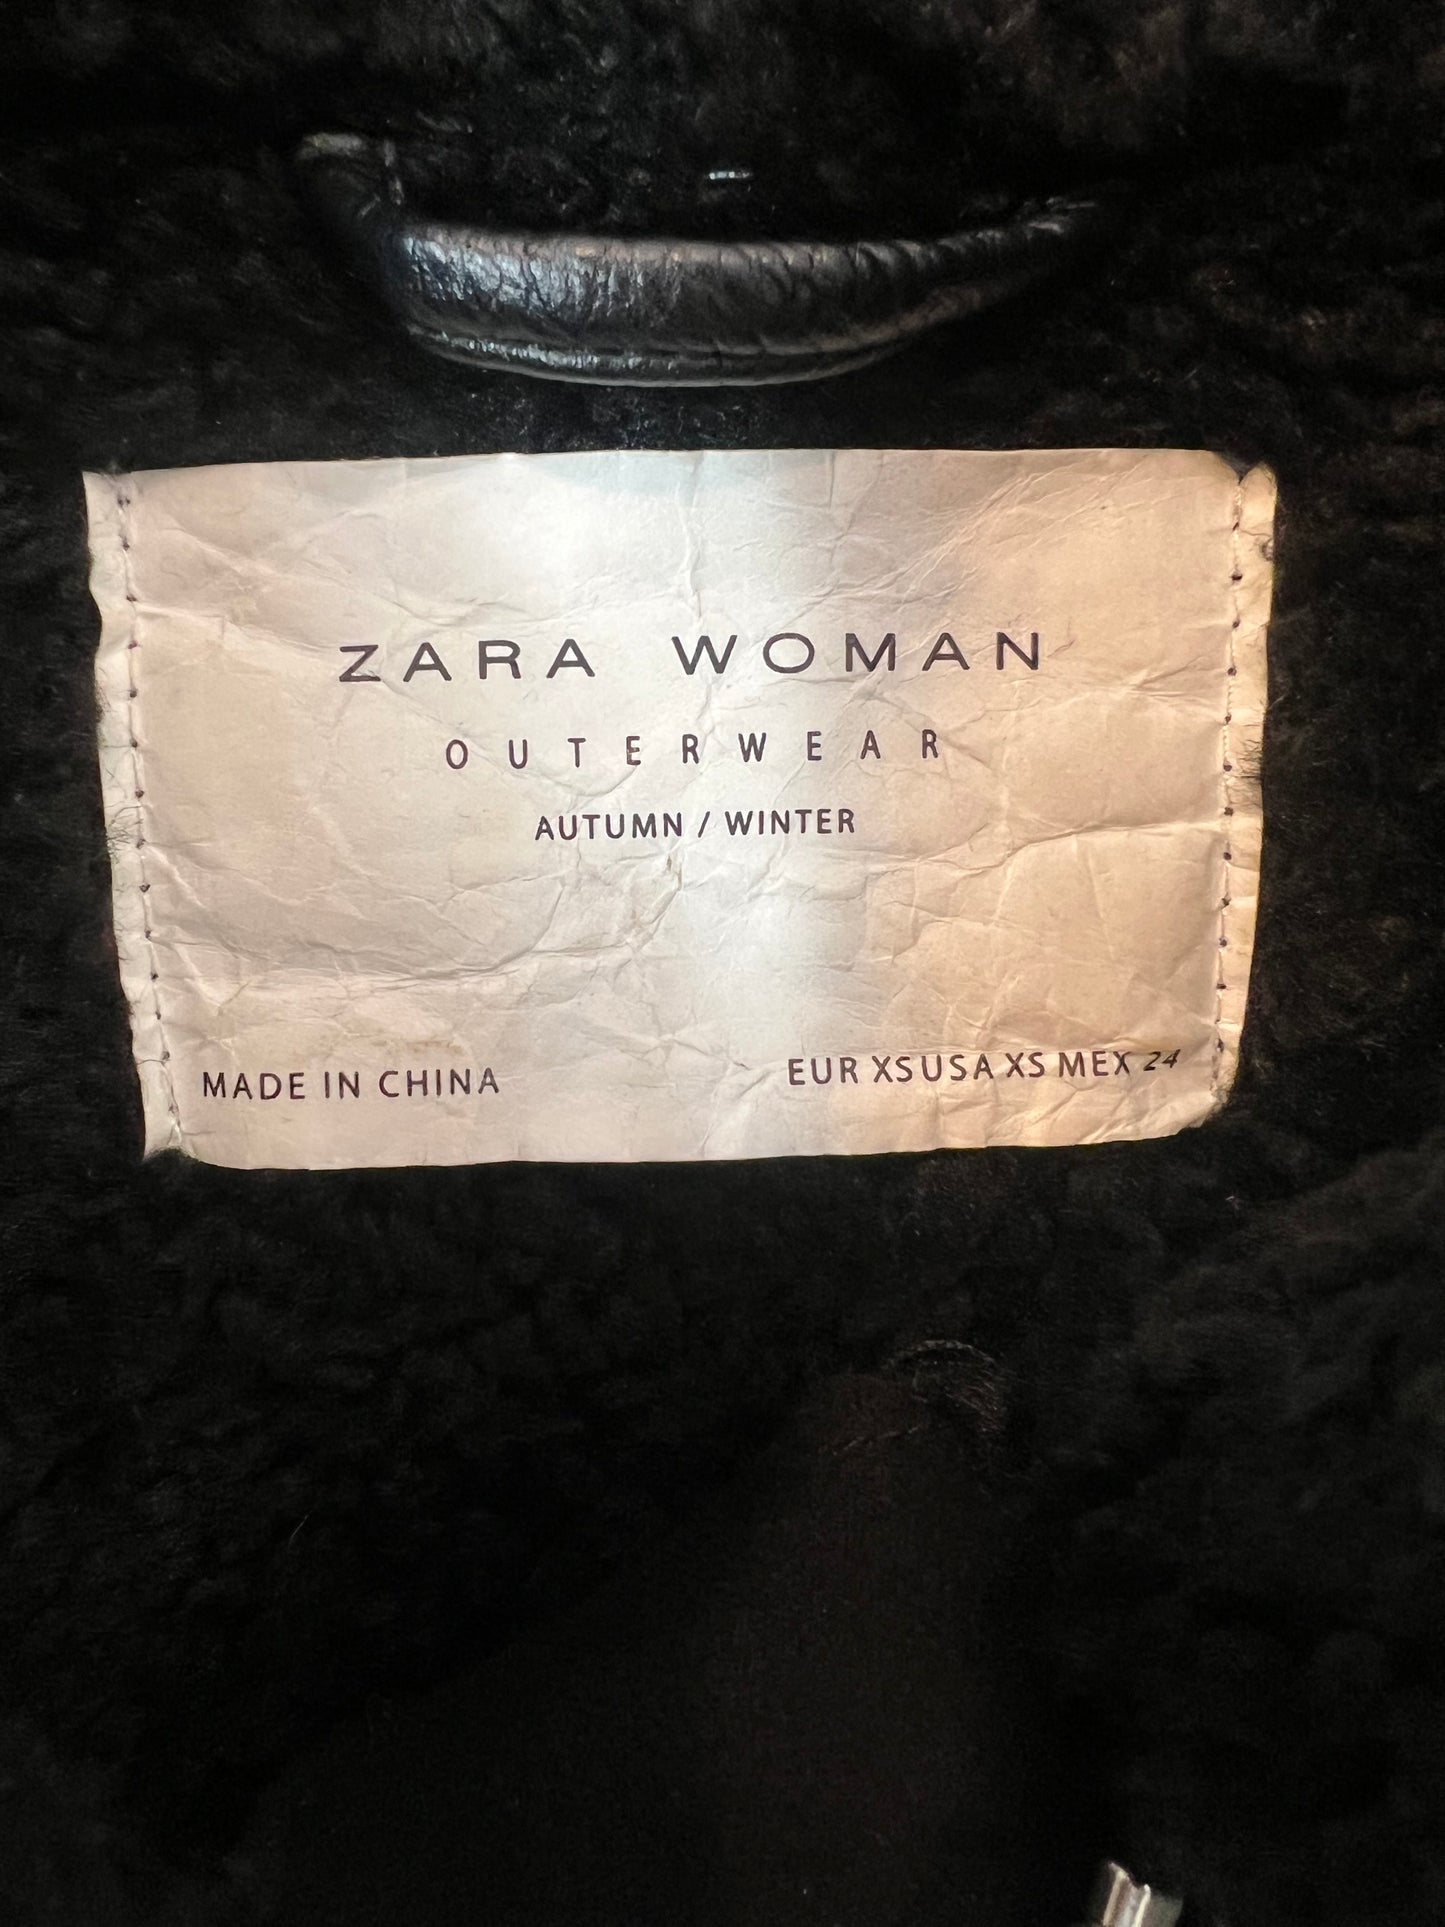 ZARA WOMAN
OUTERWEAR
AUTUMN / WINTER
MADE IN CHINA
EUR XS USA XS MEX 24